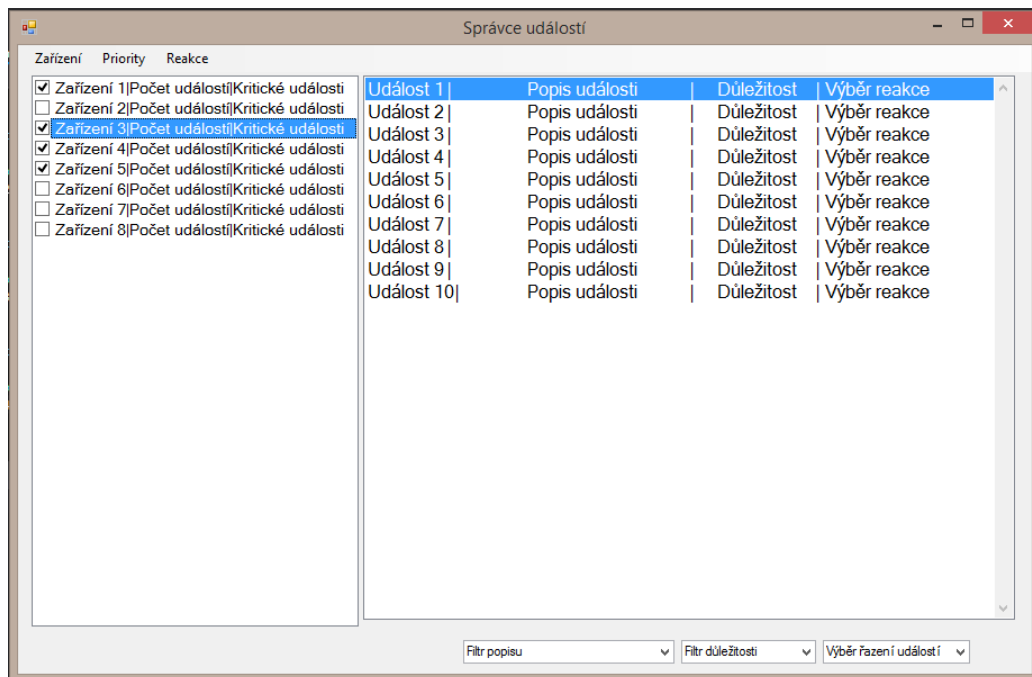 Správce událostí
Zařízení Priority Reakce
Zařízení 1|Počet událostí|Kritické události
Zařízení 2|Počet událostí|Kritické události
Zařízení 3|Počet událostí|Kritické události
Zařízení 4|Počet událostí|Kritické události
Zařízení 5|Počet událostí|Kritické události
Zařízení 6|Počet událostí|Kritické události
Zařízení 7|Počet událostí|Kritické události
Zařízení 8|Počet událostí|Kritické události
Událost 1| Popis události | Důležitost | Výběr reakce
Událost 2| Popis události | Důležitost | Výběr reakce
Událost 3| Popis události | Důležitost | Výběr reakce
Událost 4| Popis události | Důležitost | Výběr reakce
Událost 5| Popis události | Důležitost | Výběr reakce
Událost 6| Popis události | Důležitost | Výběr reakce
Událost 7| Popis události | Důležitost | Výběr reakce
Událost 8| Popis události | Důležitost | Výběr reakce
Událost 9| Popis události | Důležitost | Výběr reakce
Událost 10| Popis události | Důležitost | Výběr reakce
Filtr popisu Filtr důležitosti Výběr řazení událostí